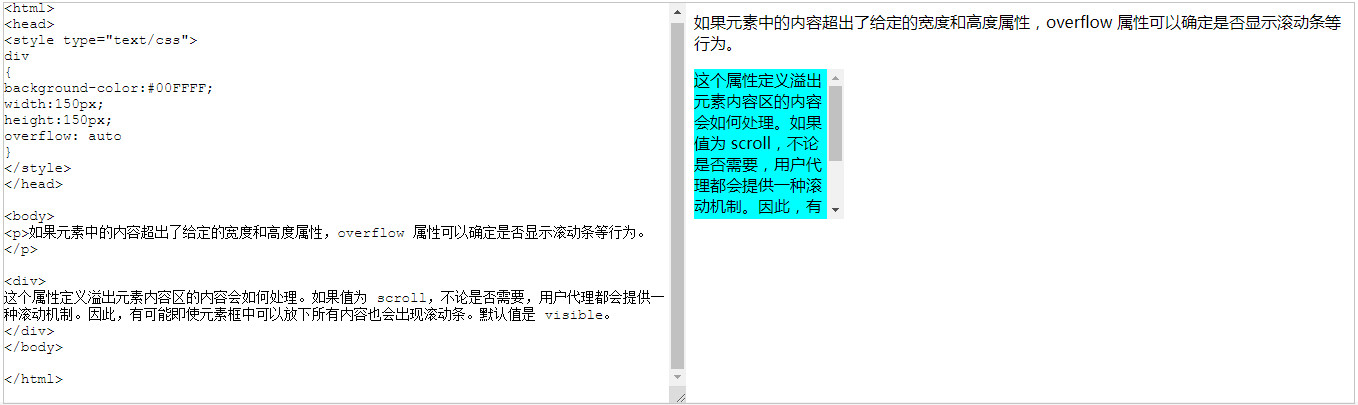 <html>
<head>
<style type="text/css">
div
{
background-color:#00FFFF;
width:150px;
height:150px;
overflow: auto
}
</style>
</head>
<body>
<p>如果元素中的内容超出了给定的宽度和高度属性，overflow 属性可以确定是否显示滚动条等行为。
</p>
<div>
这个属性定义溢出元素内容区的内容会如何处理。如果值为 scroll，不论是否需要，用户代理都会提供一
种滚动机制。因此，有可能即使元素框中可以放下所有内容也会出现滚动条。默认值是 visible。
</div>
</body>
</html>
如果元素中的内容超出了给定的宽度和高度属性，overflow 属性可以确定是否显示滚动条等
行为。
这个属性定义溢出
元素内容区的内容
会如何处理。如果
值为 scroll，不论
是否需要，用户代
理都会提供一种滚
动机制。因此，有